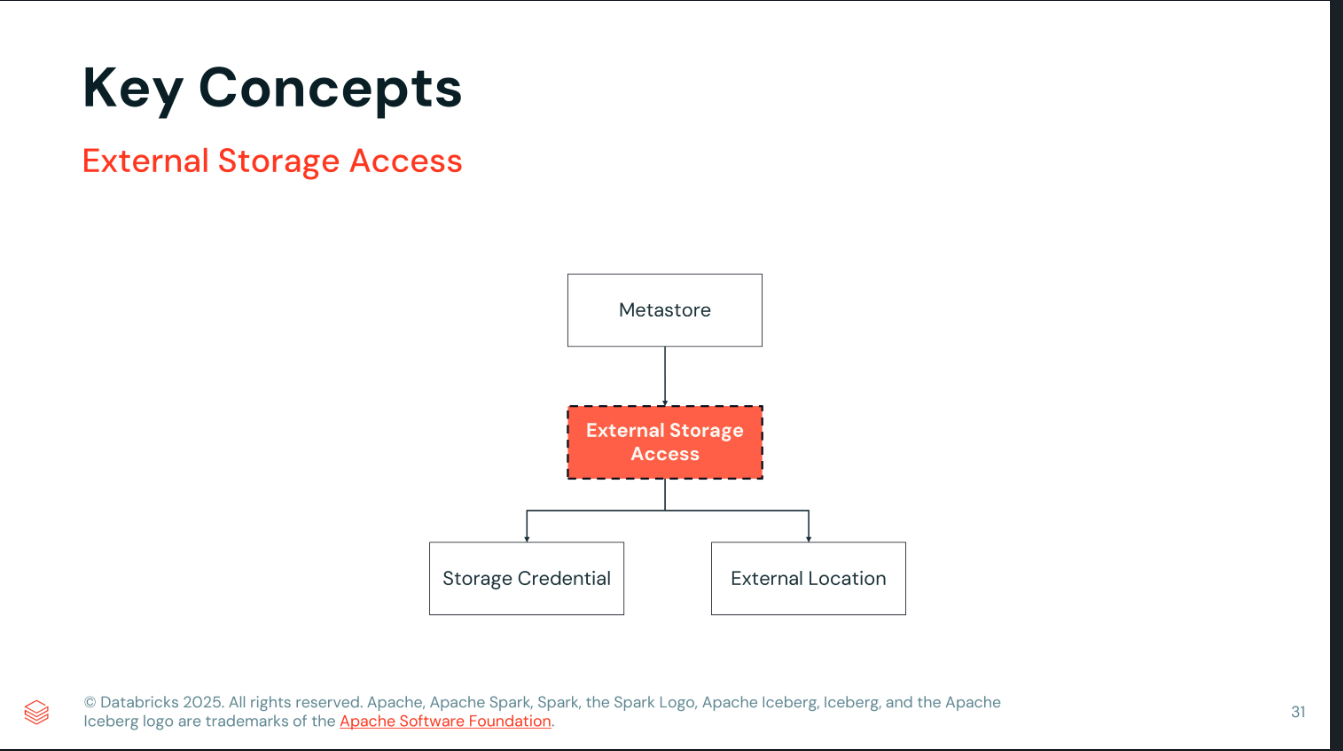 Key Concepts
External Storage Access
Metastore
External Storage
Access
Storage Credential
External Location
© Databricks 2025. All rights reserved. Apache, Apache Spark, Spark, the Spark Logo, Apache Iceberg, Iceberg, and the Apache
Iceberg logo are trademarks of the Apache Software Foundation.
31